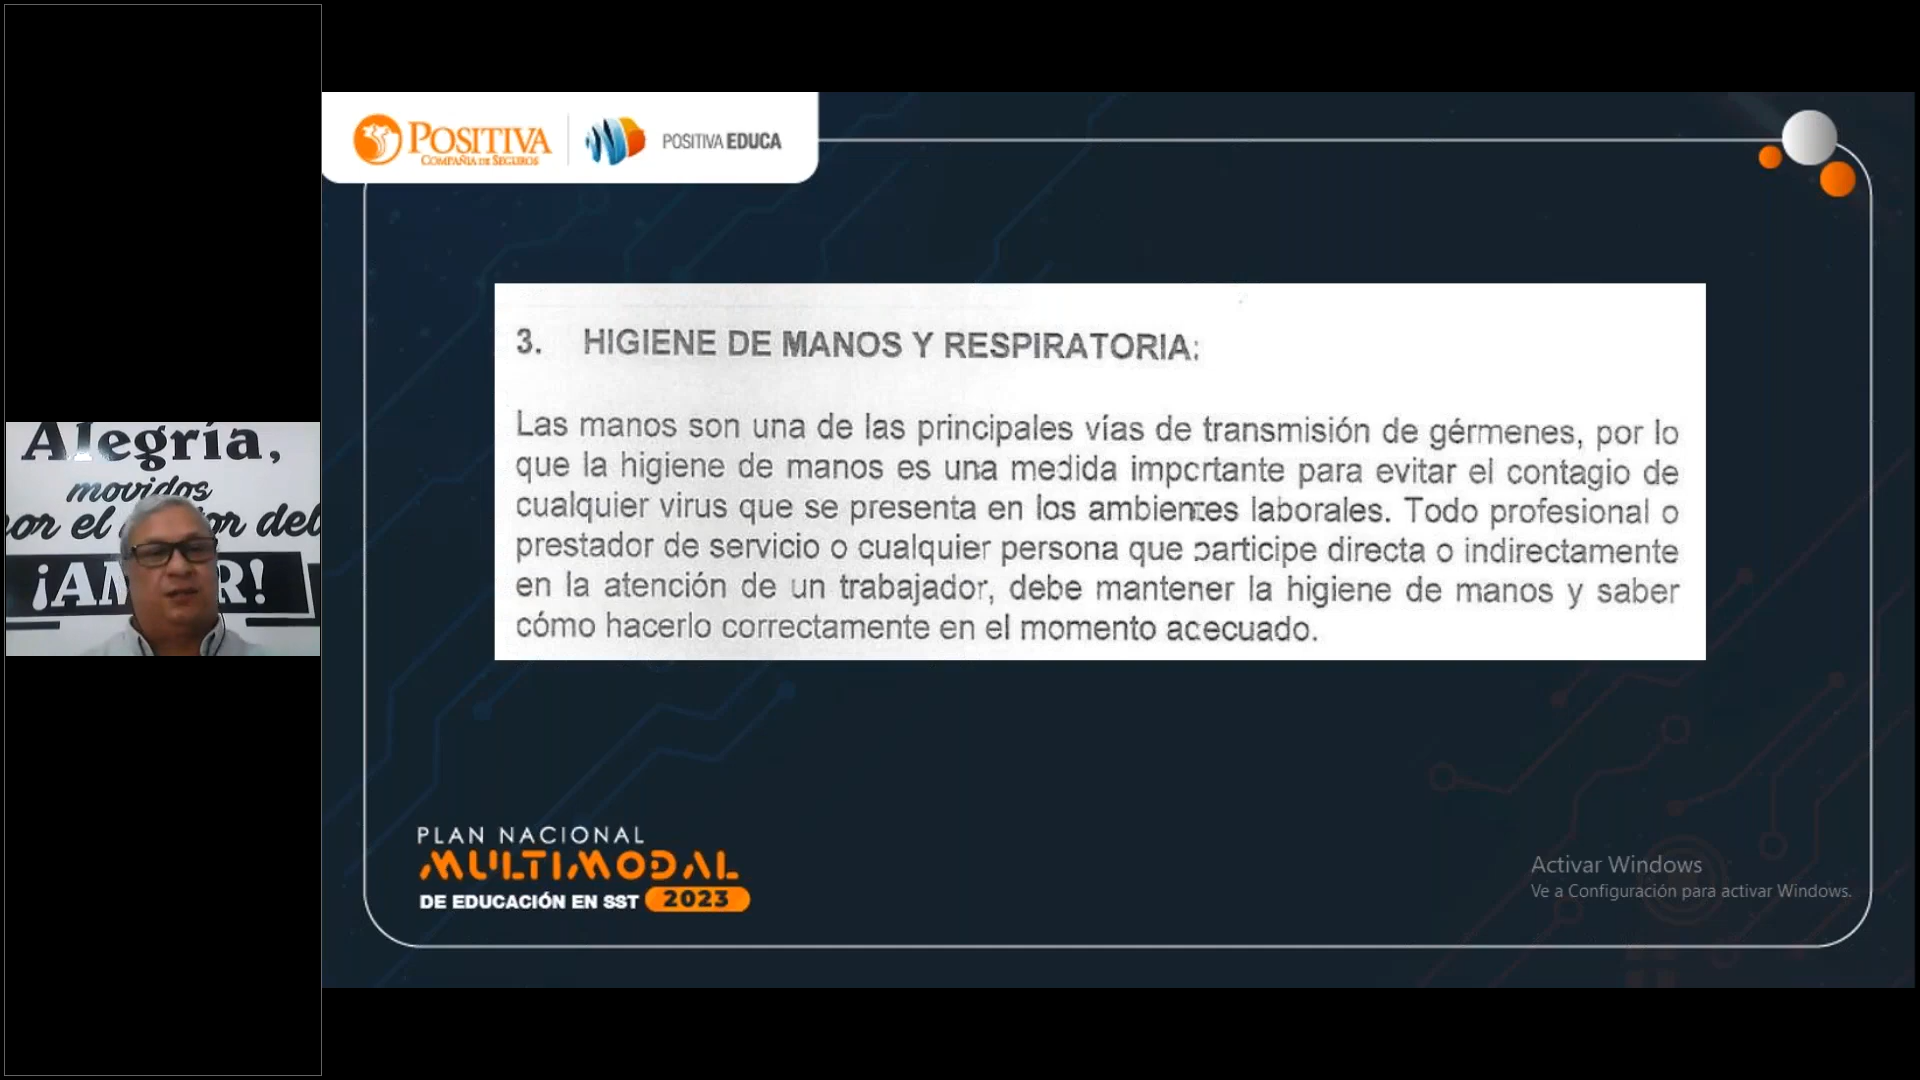 POSITIVA
COMPAÑIA DE SEGUROS
POSITIVA EDUCA
3. HIGIENE DE MANOS Y RESPIRATORIA:
Las manos son una de las principales vías de transmisión de gérmenes, por lo
que la higiene de manos es una medida importante para evitar el contagio de
cualquier virus que se presenta en los ambientes laborales. Todo profesional o
prestador de servicio o cualquier persona que participe directa o indirectamente
en la atención de un trabajador, debe mantener la higiene de manos y saber
cómo hacerlo correctamente en el momento adecuado.
Alegría,
movidos
por el
del
¡AM R!
PLAN NACIONAL
MULTIMODAL
DE EDUCACIÓN EN SST 2023
Activar Windows
Ve a Configuración para activar Windows.